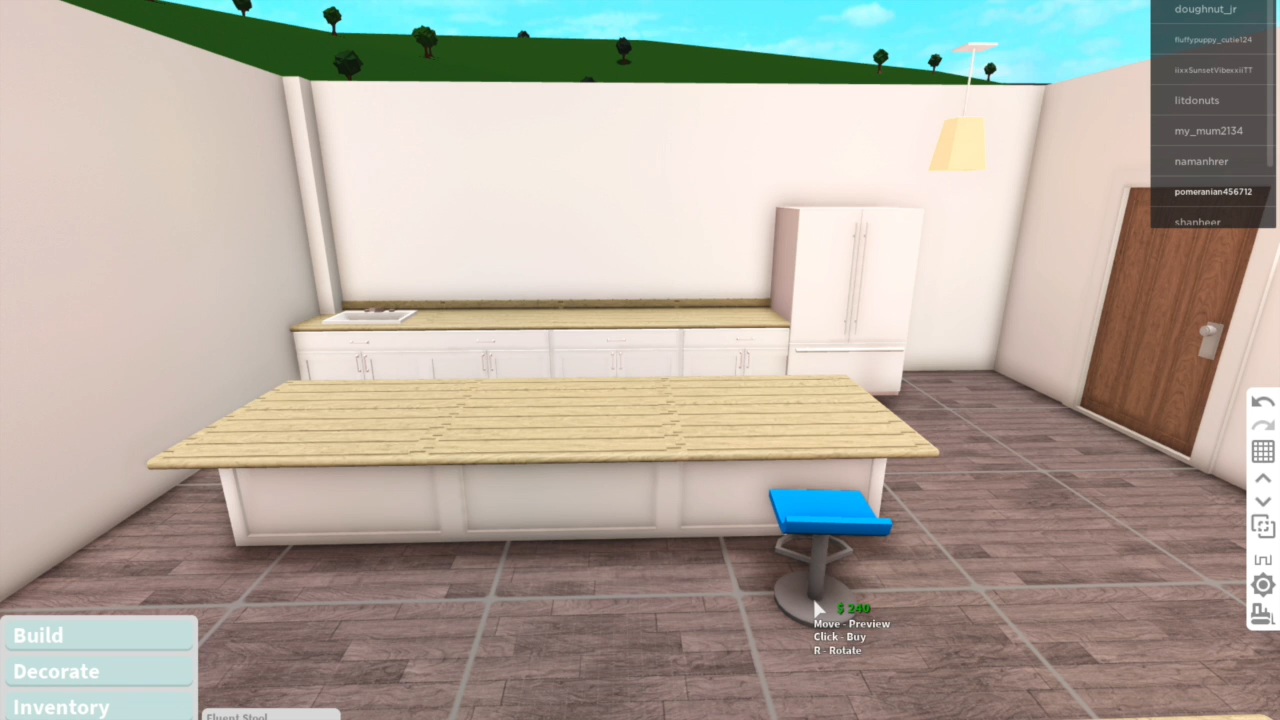 doughnut_jr
fluffypuppy_cutie124
iixxSunsetVibexxiiTT
litdonuts
my_mum2134
namanhrer
pomeranian456712
shanheer
$ 240
Move - Preview
Click - Buy
R - Rotate
Build
Decorate
Inventory
Fluent Stool